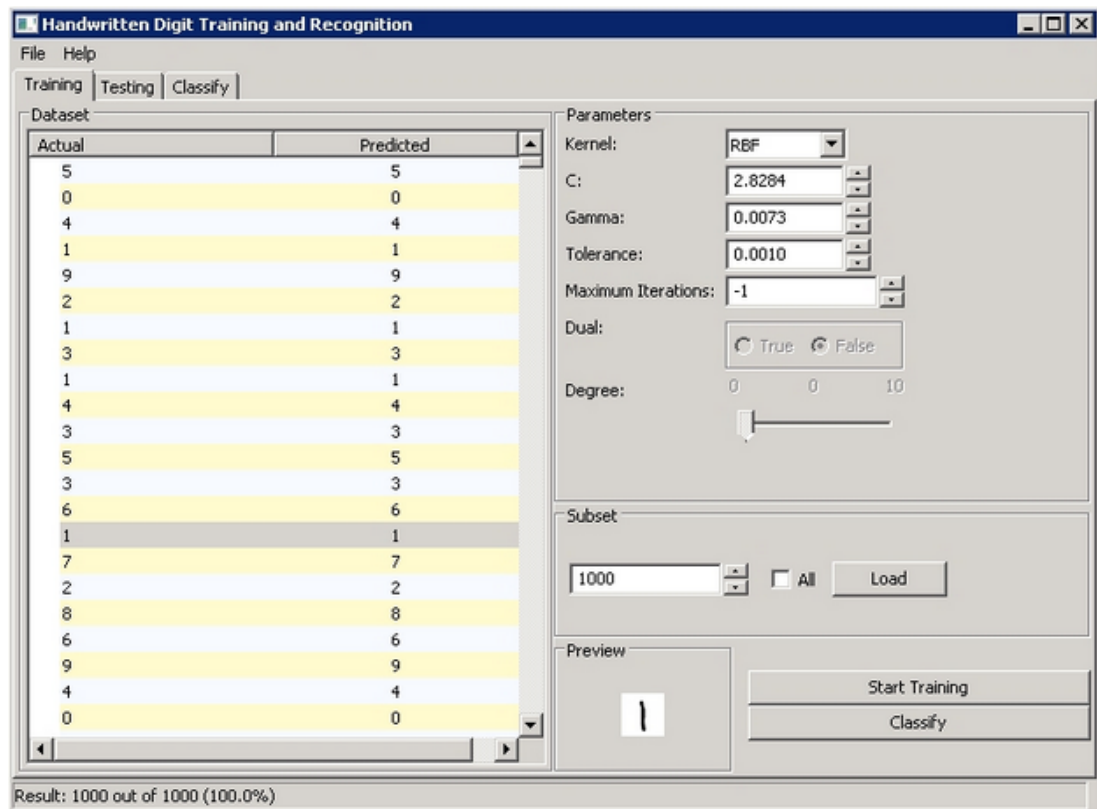 Handwritten Digit Training and Recognition
File Help
Training Testing Classify
Dataset
Actual Predicted
5 5
0 0
4 4
1 1
9 9
2 2
1 1
3 3
1 1
4 4
3 3
5 5
3 3
6 6
1 1
7 7
2 2
8 8
6 6
9 9
4 4
0 0
Parameters
Kernel: RBF
C: 2.8284
Gamma: 0.0073
Tolerance: 0.0010
Maximum Iterations: -1
Dual: True False
Degree: 0 0 10
Subset
1000 All Load
Preview
1
Start Training
Classify
Result: 1000 out of 1000 (100.0%)